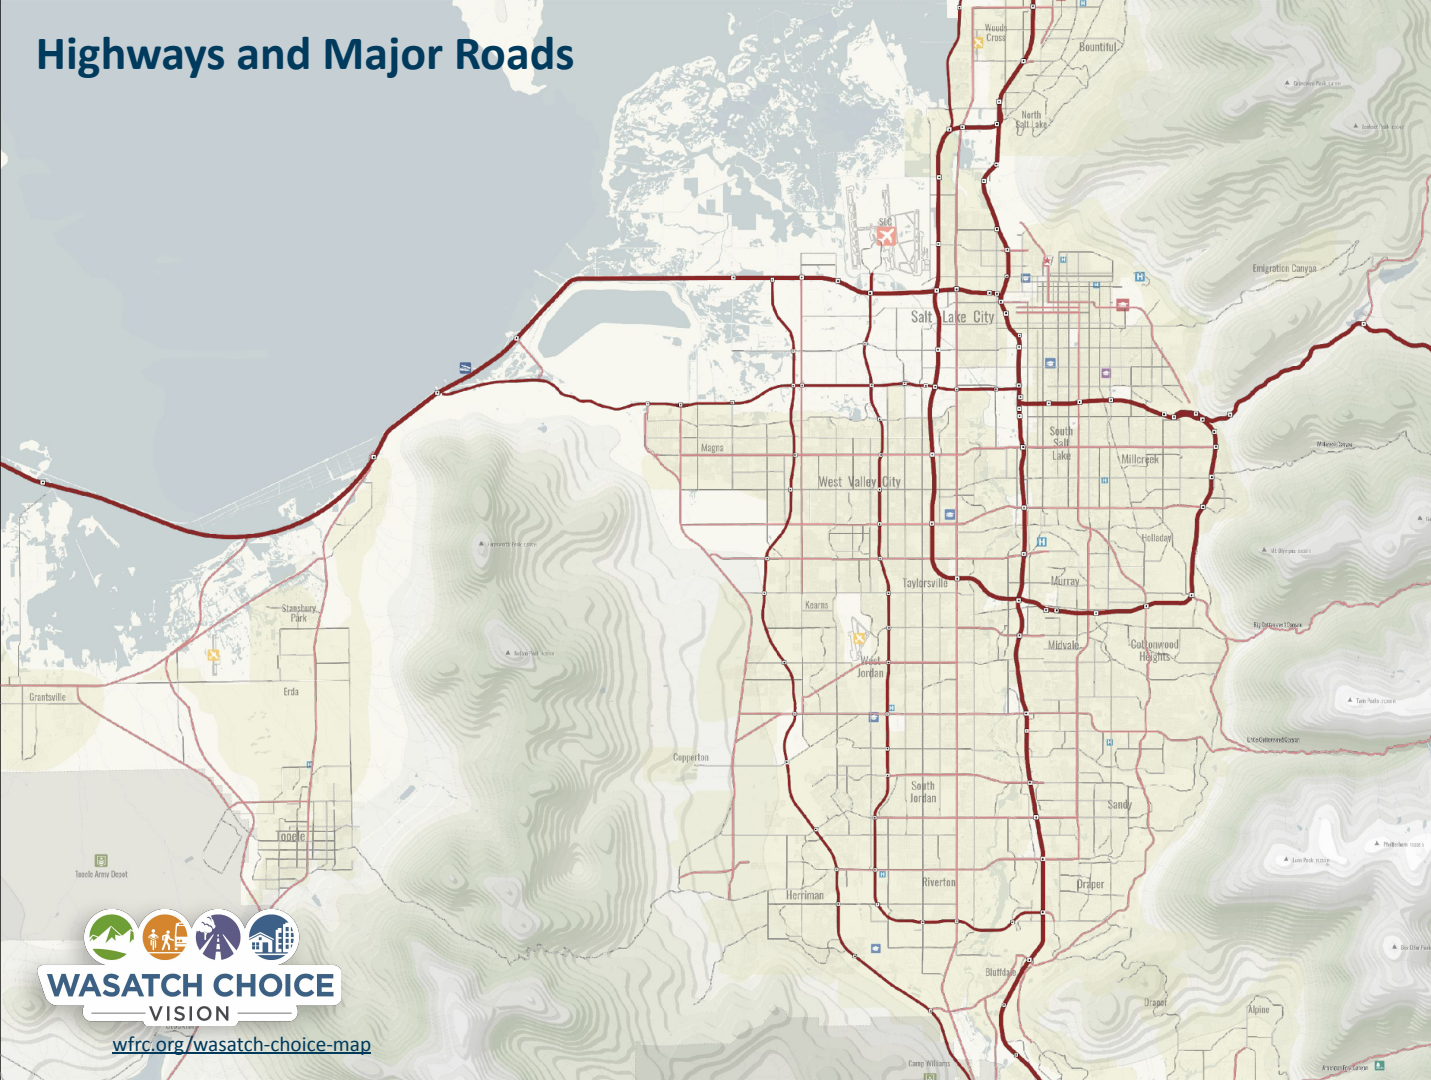 Highways and Major Roads
Woods
Cross
Bountiful
North
Salt Lake
SLC
Emigration Canyon
Salt Lake City
South
Salt
Lake
Millcreek
Magna
West Valley City
Holladay
Taylorsville
Murray
Kearns
Stansbury
Park
Midvale
Cottonwood
Heights
West
Jordan
Grantsville
Erda
Copperton
South
Jordan
Sandy
Tooele
Tooele Army Depot
Riverton
Draper
Herriman
Bluffdale
Draper
Alpine
Camp Williams
WASATCH CHOICE
VISION
wfrc.org/wasatch-choice-map